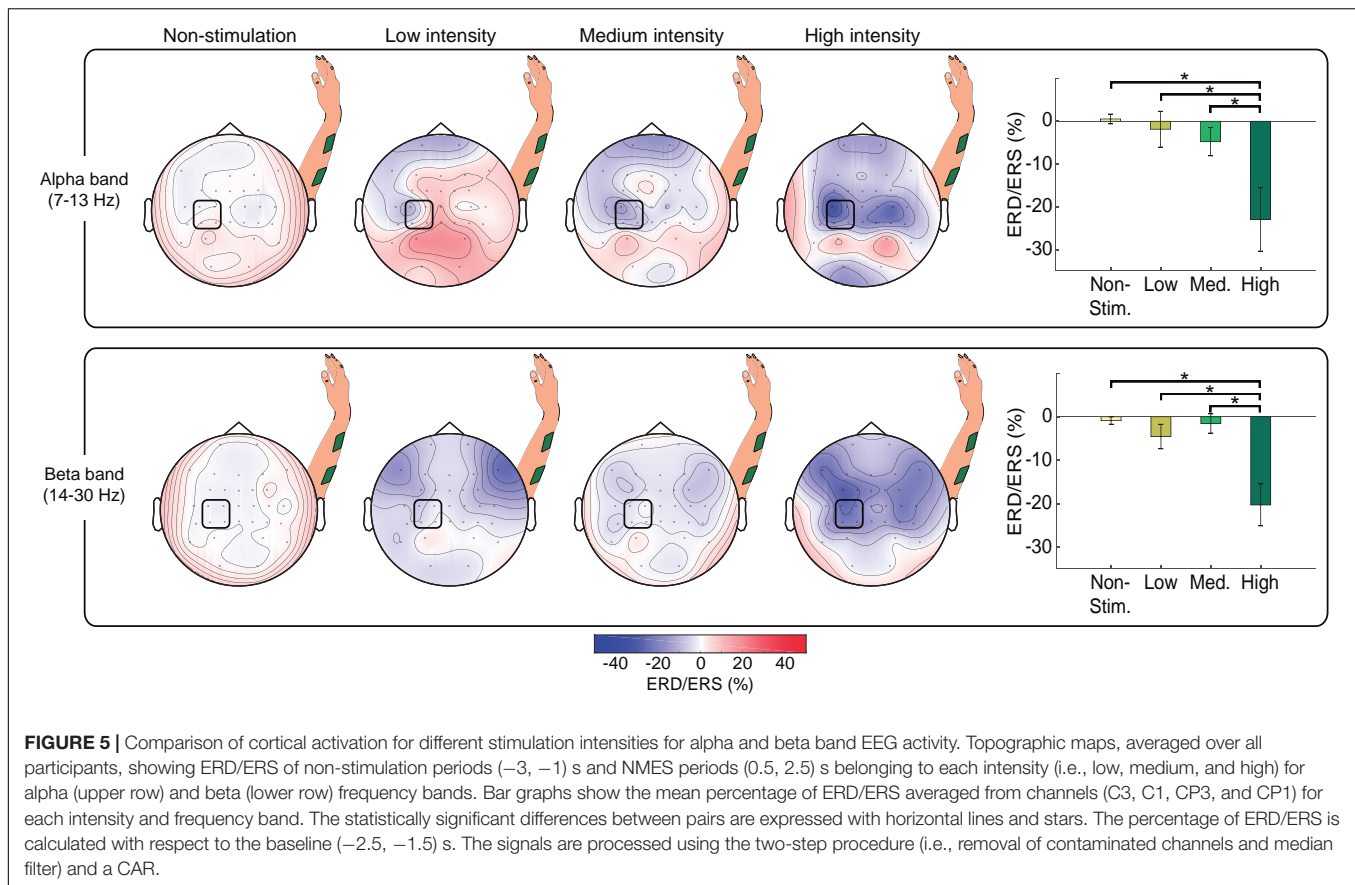 Non-stimulation Low intensity Medium intensity High intensity
Alpha band
(7-13 Hz)
ERD/ERS (%)
0
-10
-20
-30
* 
* 
*
Non-
Stim.
Low Med. High
Beta band
(14-30 Hz)
ERD/ERS (%)
0
-10
-20
-30
*
*
*
Non-
Stim.
Low Med. High
-40 -20 0 20 40
ERD/ERS (%)
FIGURE 5 | Comparison of cortical activation for different stimulation intensities for alpha and beta band EEG activity. Topographic maps, averaged over all
participants, showing ERD/ERS of non-stimulation periods (−3, −1) s and NMES periods (0.5, 2.5) s belonging to each intensity (i.e., low, medium, and high) for
alpha (upper row) and beta (lower row) frequency bands. Bar graphs show the mean percentage of ERD/ERS averaged from channels (C3, C1, CP3, and CP1) for
each intensity and frequency band. The statistically significant differences between pairs are expressed with horizontal lines and stars. The percentage of ERD/ERS is
calculated with respect to the baseline (−2.5, −1.5) s. The signals are processed using the two-step procedure (i.e., removal of contaminated channels and median
filter) and a CAR.